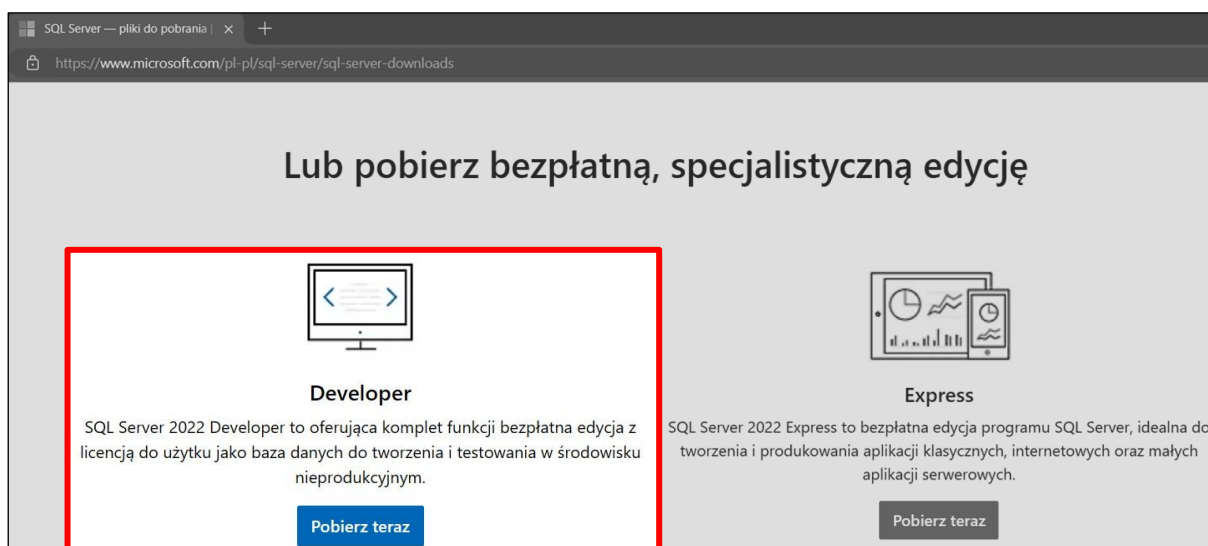 SQL Server — pliki do pobrania |
https://www.microsoft.com/pl-pl/sql-server/sql-server-downloads
Lub pobierz bezpłatną, specjalistyczną edycję
Developer
SQL Server 2022 Developer to oferująca komplet funkcji bezpłatna edycja z
licencją do użytku jako baza danych do tworzenia i testowania w środowisku
nieprodukcyjnym.
Pobierz teraz
Express
SQL Server 2022 Express to bezpłatna edycja programu SQL Server, idealna do
tworzenia i produkowania aplikacji klasycznych, internetowych oraz małych
aplikacji serwerowych.
Pobierz teraz